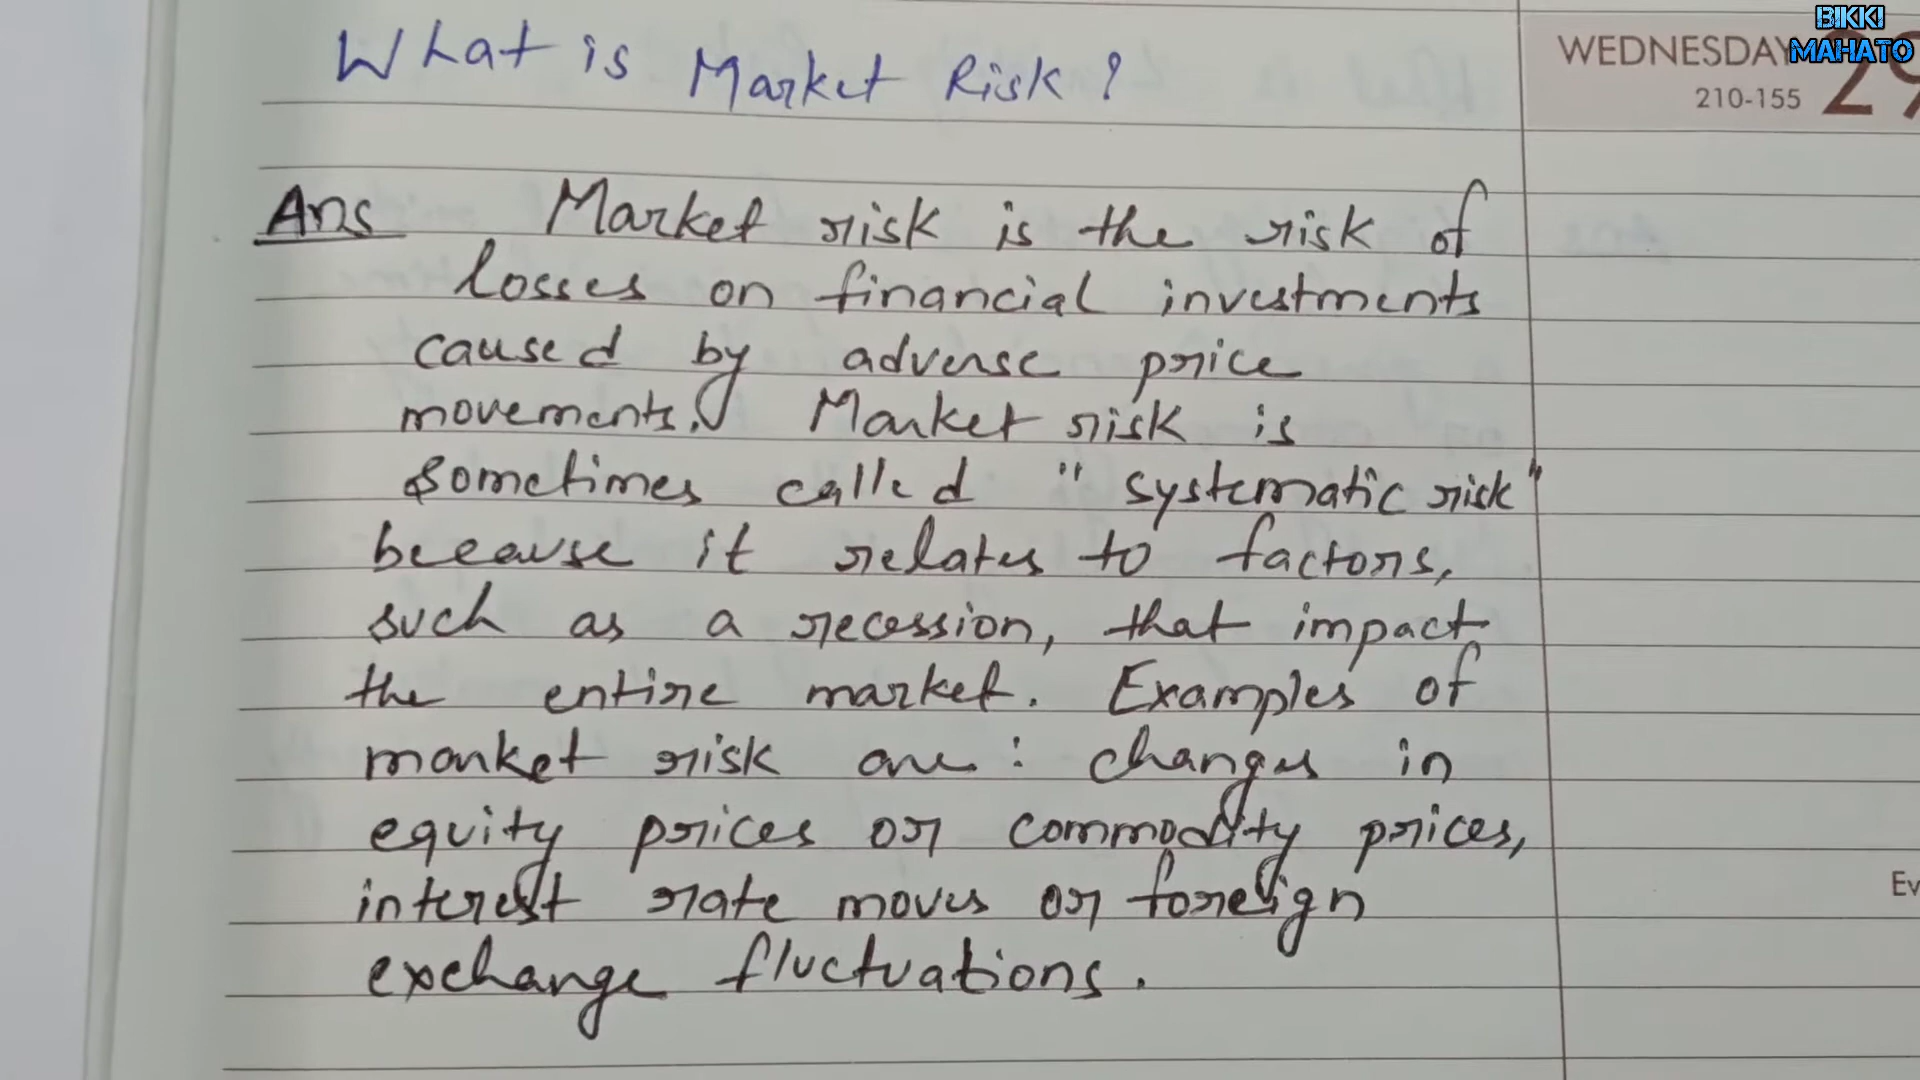 What is Market Risk?
BIKKI
MAHATO
WEDNESDAY
210-155
29
Ans Market risk is the risk of
losses on financial investments
caused by adverse price
movements. Market risk is
sometimes called "systematic risk"
because it relates to factors,
such as a recession, that impact
the entire market. Examples of
market risk are: changes in
equity prices or commodity prices,
interest rate moves or foreign
exchange fluctuations.
Ev